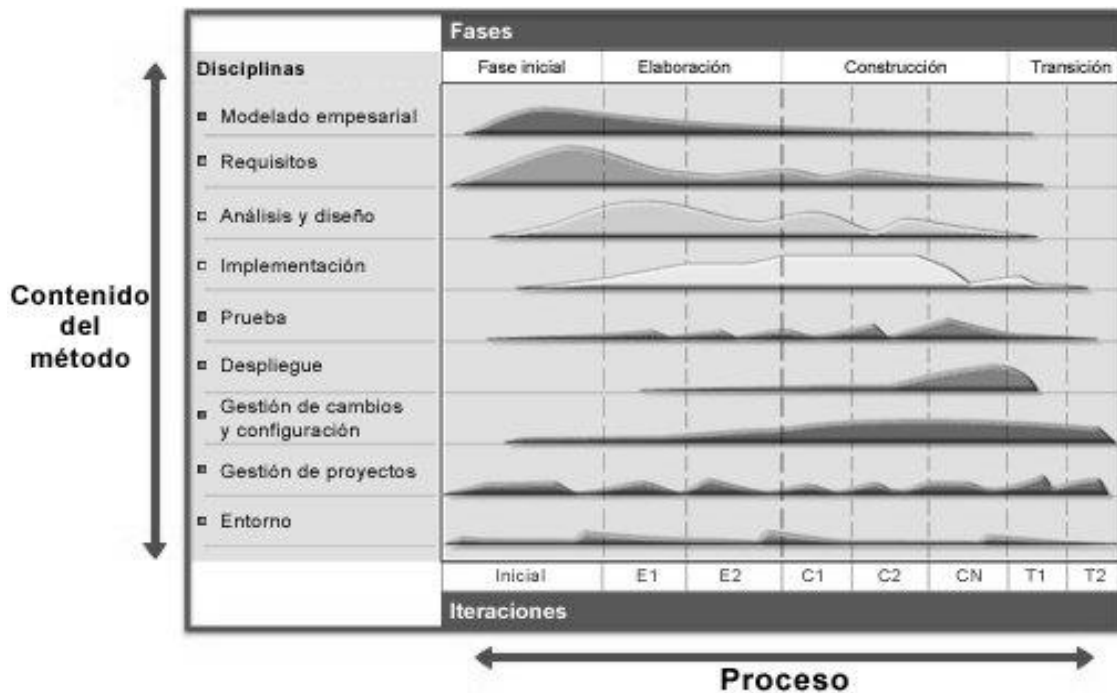 Fases
Disciplinas
Fase inicial
Elaboración
Construcción
Transición
Modelado empesarial
Requisitos
Análisis y diseño
Implementación
Prueba
Despliegue
Gestión de cambios
y configuración
Gestión de proyectos
Entorno
Contenido
del
método
Inicial
E1
E2
C1
C2
CN
T1
T2
Iteraciones
Proceso